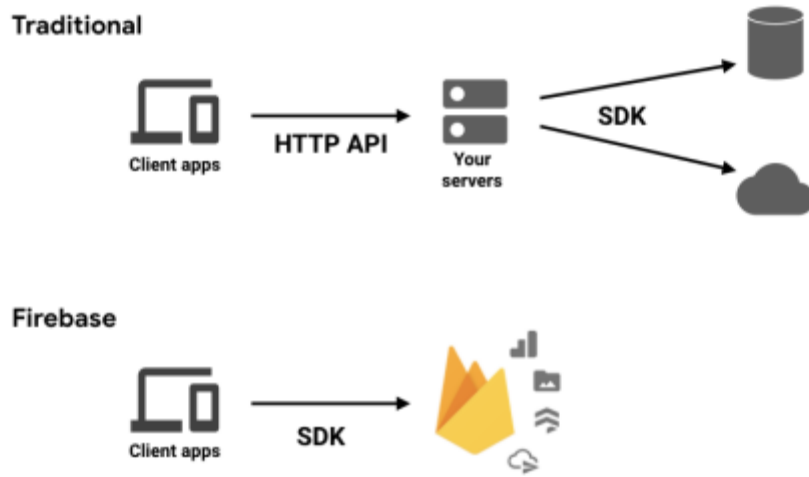 Traditional
Client apps
HTTP API
Your
servers
SDK
Firebase
Client apps
SDK